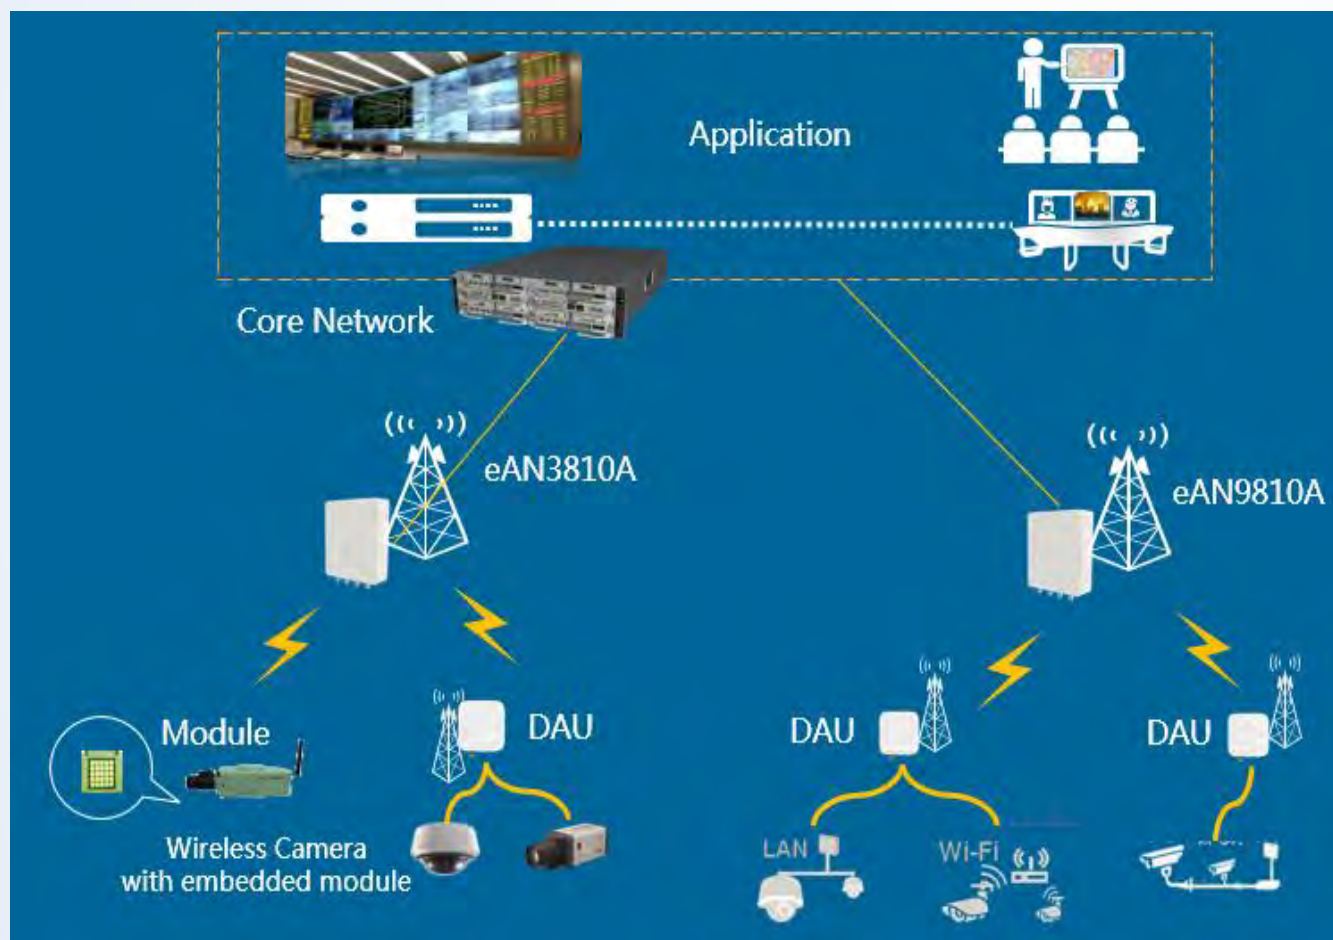 Application
Core Network
eAN3810A
eAN9810A
Module
DAU
DAU
DAU
Wireless Camera
with embedded module
LAN
Wi-Fi